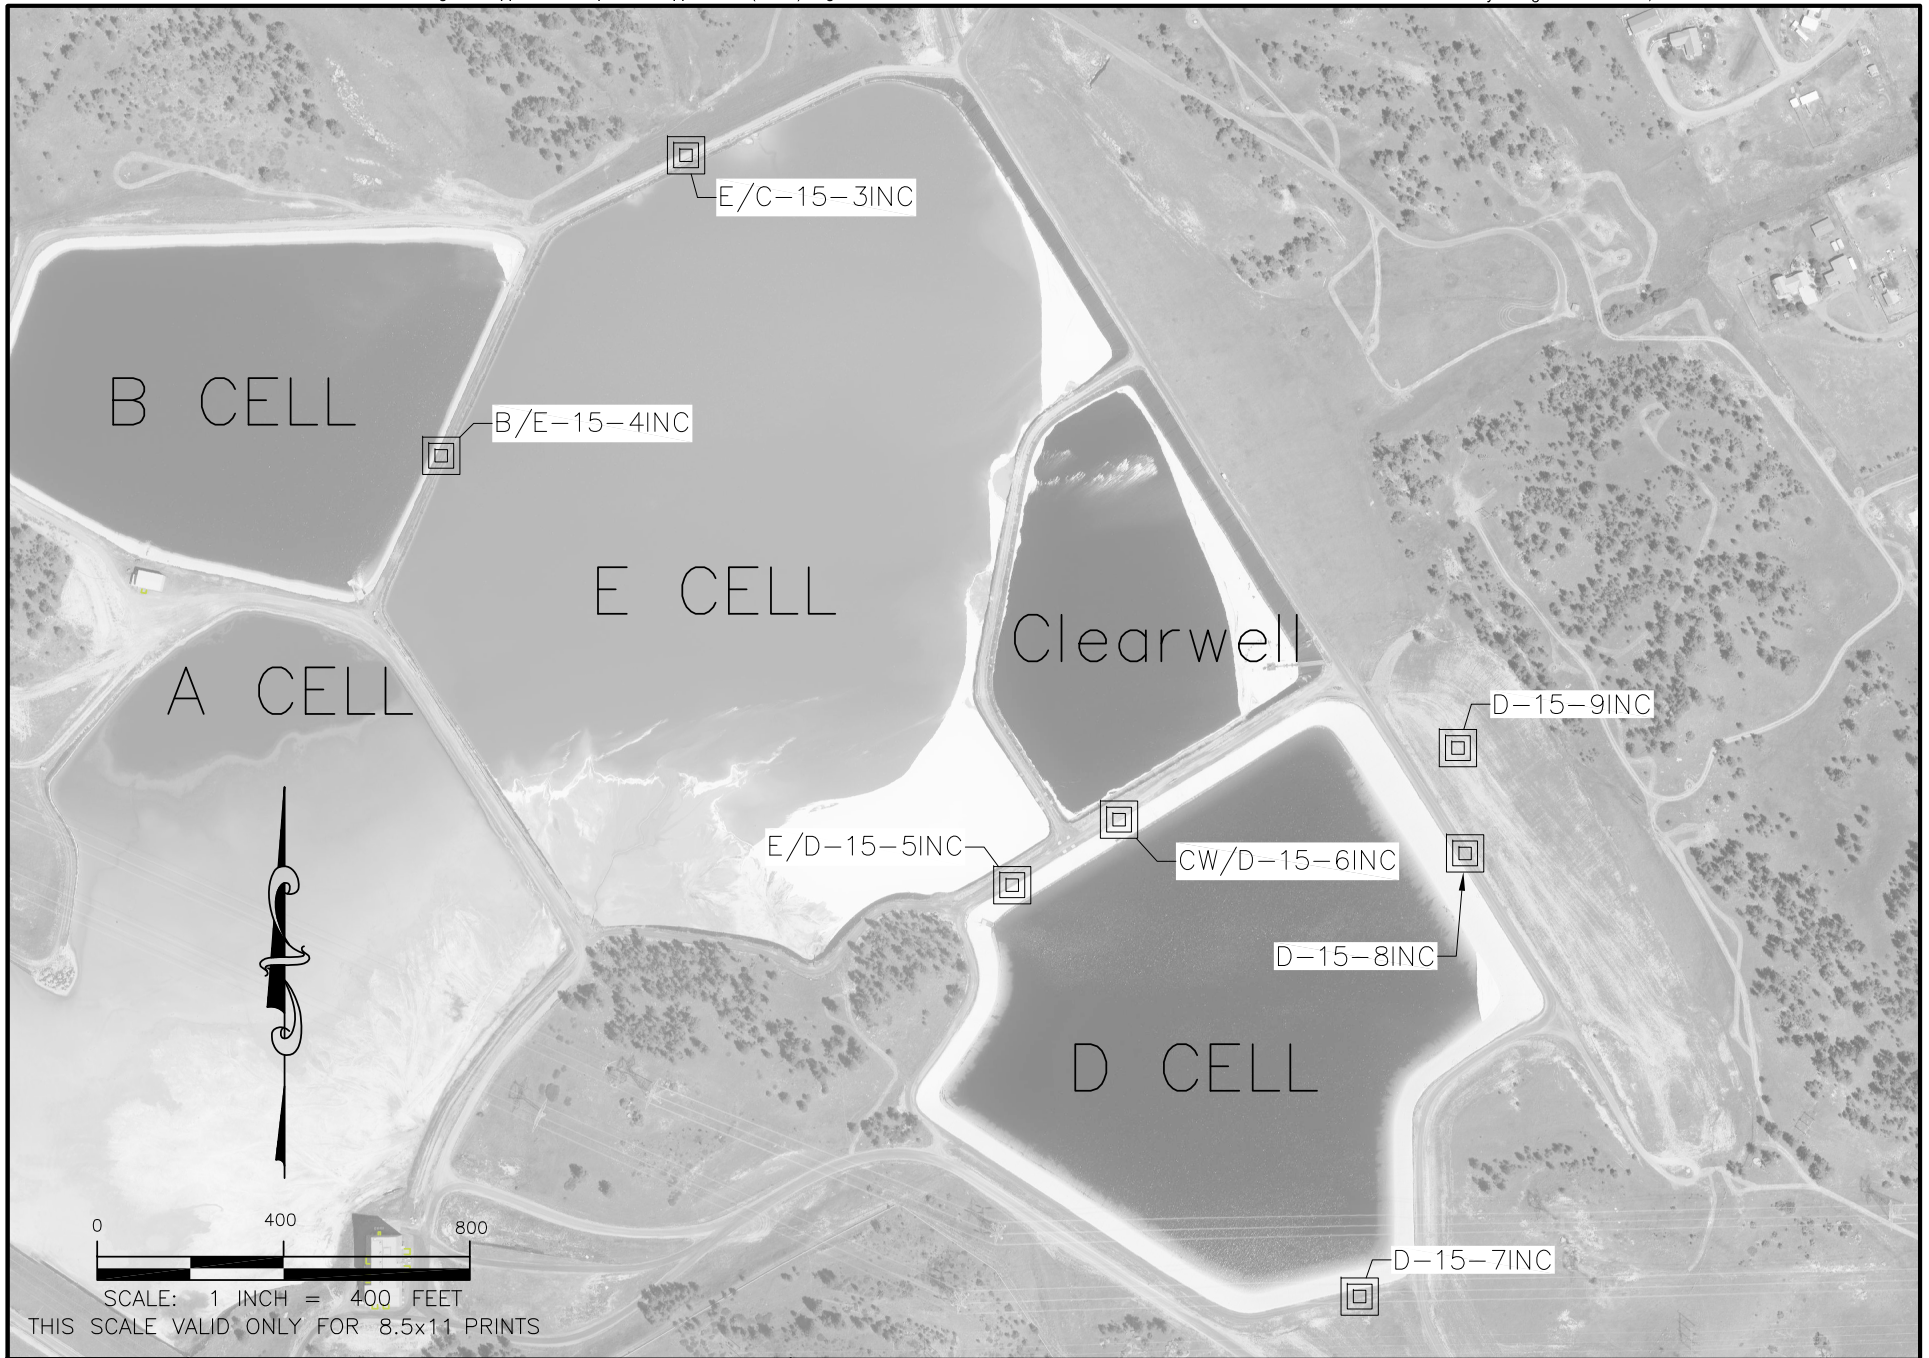 E/C-15-3INC
B CELL
B/E-15-4INC
E CELL
Clearwell
A CELL
D-15-9INC
E/D-15-5INC
CW/D-15-6INC
D-15-8INC
D CELL
0 400 800
D-15-7INC
SCALE: 1 INCH = 400 FEET
THIS SCALE VALID ONLY FOR 8.5x11 PRINTS